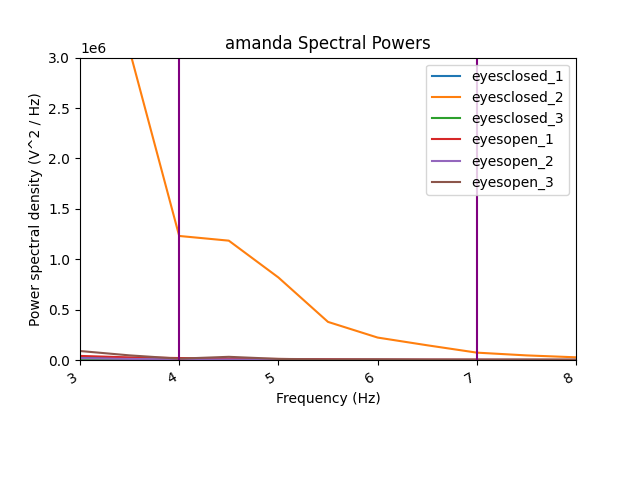 amanda Spectral Powers
1e6
3.0
2.5
2.0
1.5
1.0
0.5
0.0
Power spectral density (V^2 / Hz)
eyesclosed_1
eyesclosed_2
eyesclosed_3
eyesopen_1
eyesopen_2
eyesopen_3
3 4 5 6 7 8
Frequency (Hz)